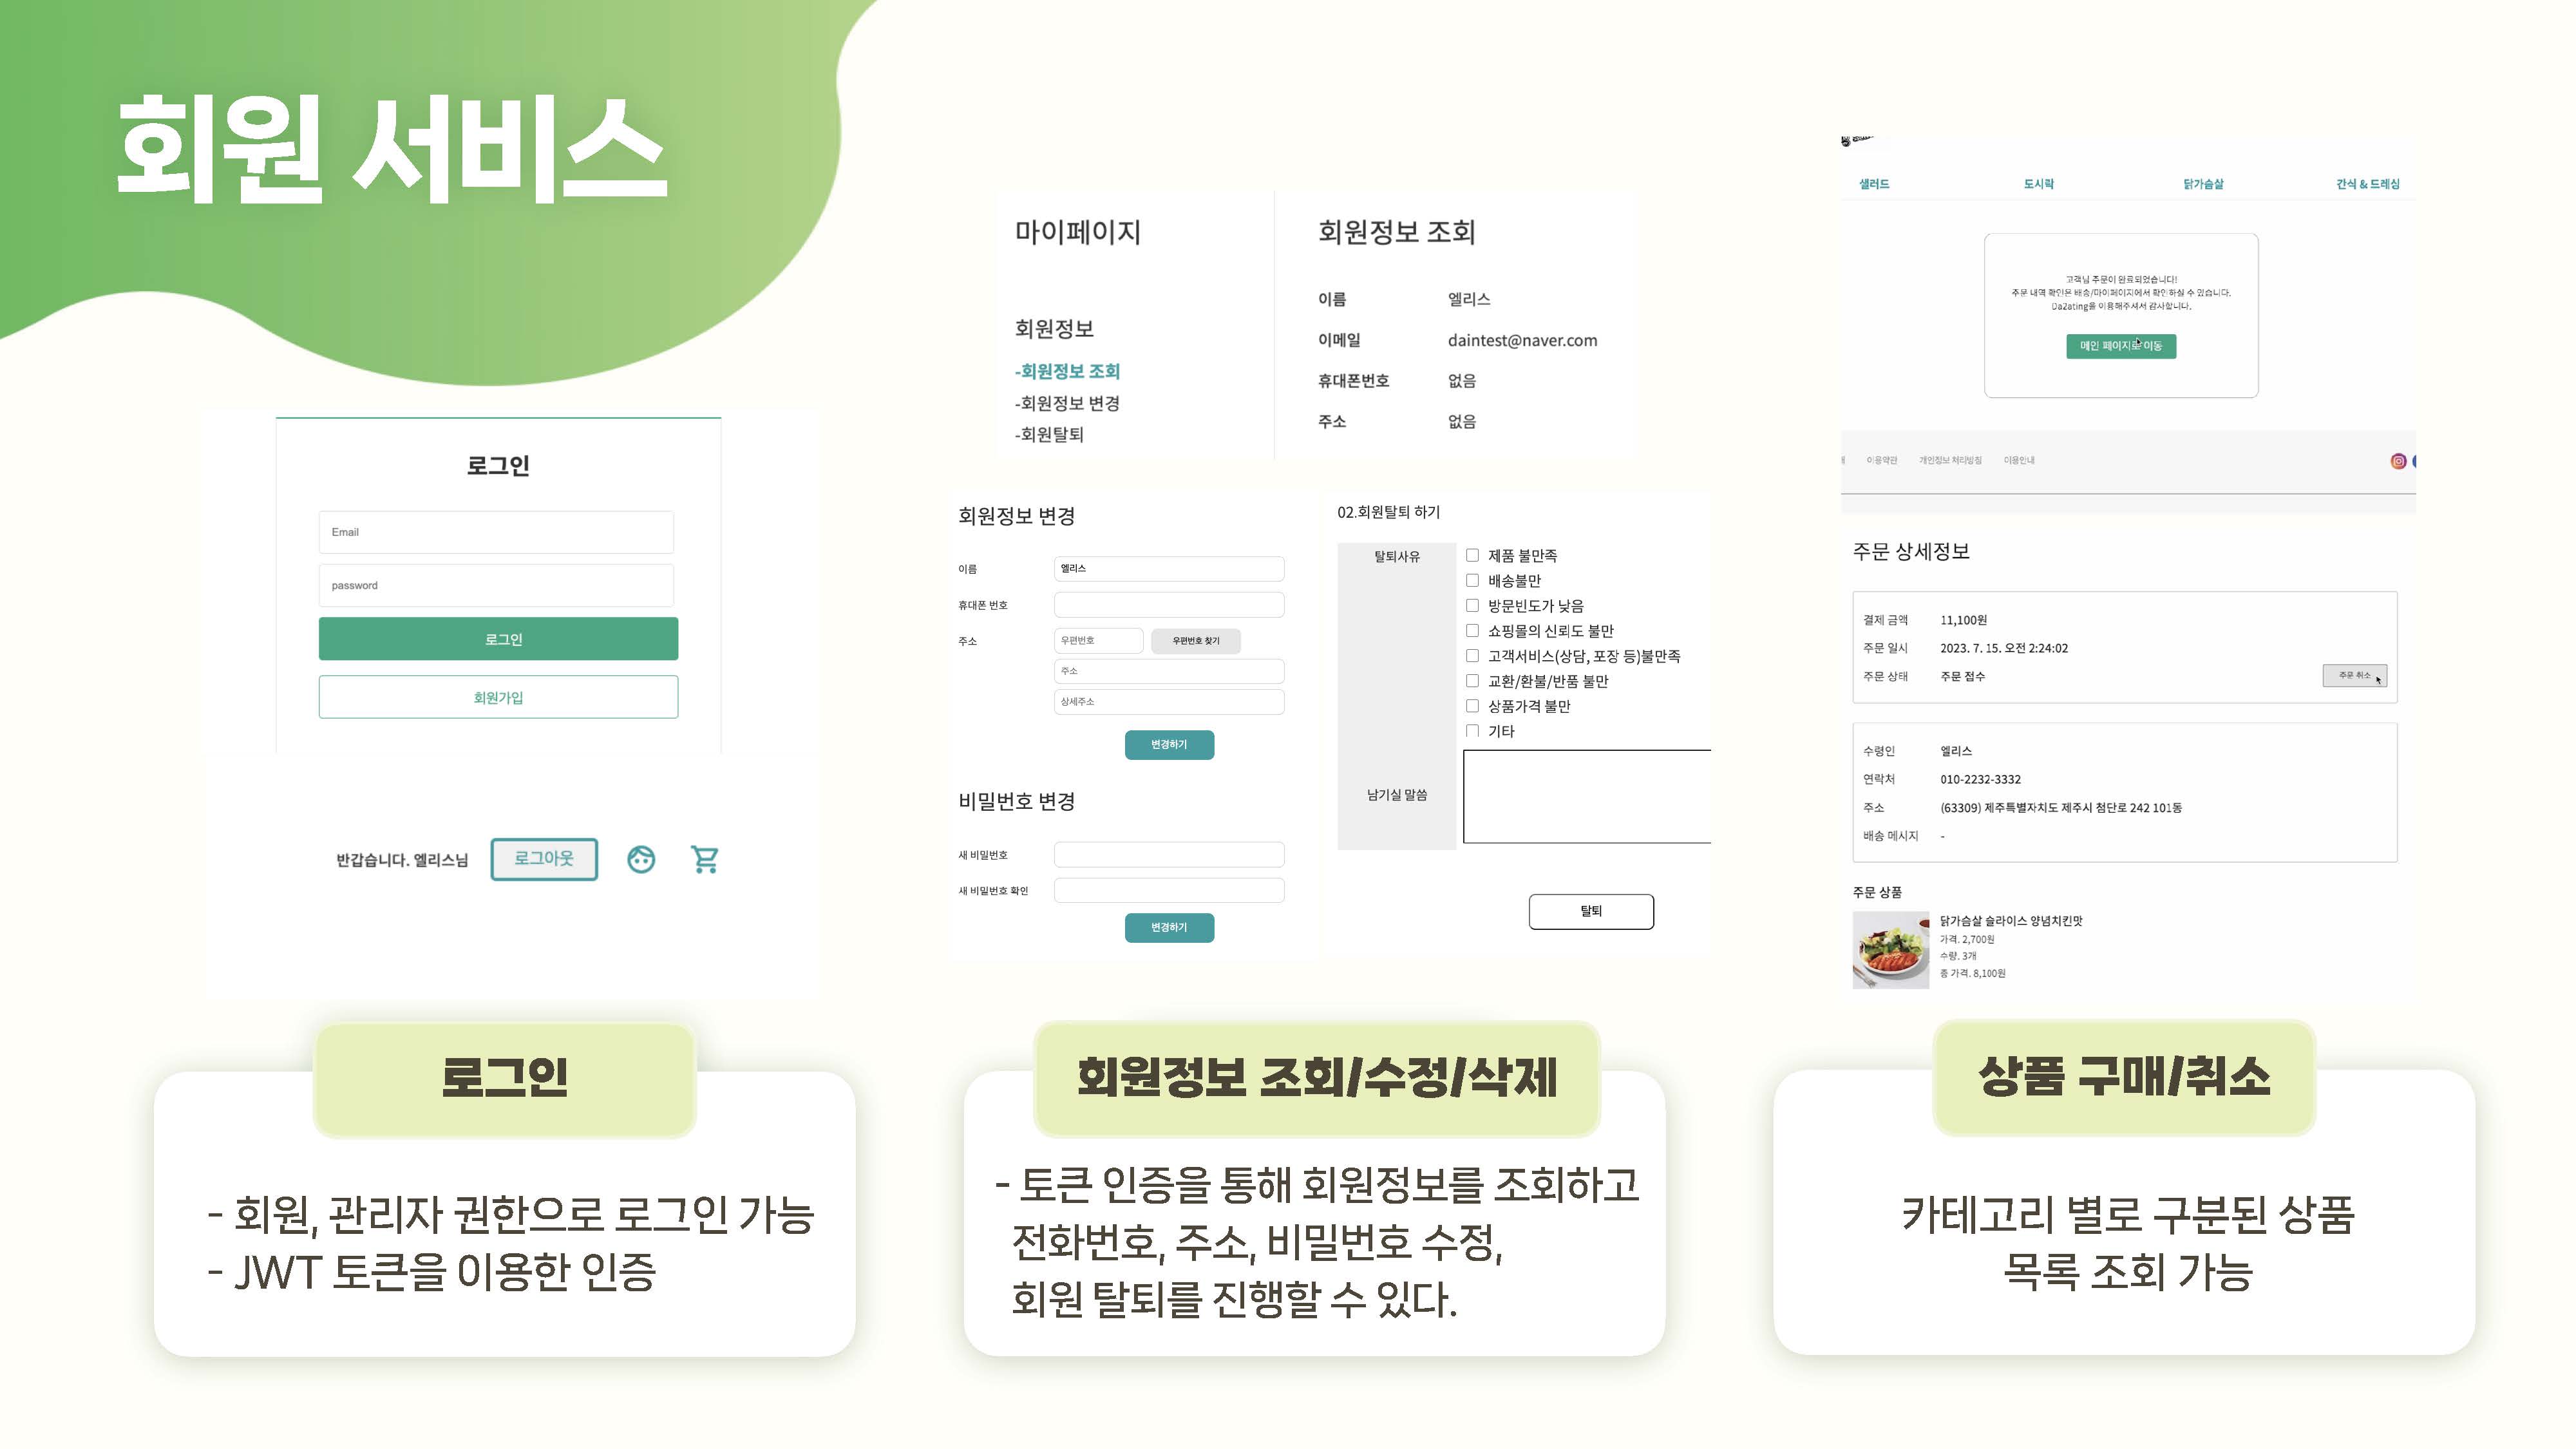 회원 서비스
로그인
Email
password
로그인
회원가입
반갑습니다. 엘리스님 로그아웃
마이페이지
회원정보
-회원정보 조회
-회원정보 변경
-회원탈퇴
회원정보 조회
이름 엘리스
이메일 daintest@naver.com
휴대폰번호 없음
주소 없음
회원정보 변경
이름 엘리스
휴대폰 번호
주소 우편번호 우편번호 찾기
주소
상세주소
변경하기
비밀번호 변경
새 비밀번호
새 비밀번호 확인
변경하기
02.회원탈퇴 하기
탈퇴사유
제품 불만족
배송불만
방문빈도가 낮음
쇼핑몰의 신뢰도 불만
고객서비스(상담, 포장 등)불만족
교환/환불/반품 불만
상품가격 불만
기타
남기실 말씀
탈퇴
샐러드 도시락 닭가슴살 간식 & 드레싱
고객님 주문이 완료되었습니다!
주문 내역 확인은 배송/마이페이지에서 확인하실 수 있습니다.
Da2ating을 이용해주셔서 감사합니다.
메인 페이지로 이동
이용약관 개인정보 처리방침 이용안내
주문 상세정보
결제 금액 11,100원
주문 일시 2023. 7. 15. 오전 2:24:02
주문 상태 주문 접수 주문 취소
수령인 엘리스
연락처 010-2232-3332
주소 (63309) 제주특별자치도 제주시 첨단로 242 101동
배송 메시지 -
주문 상품
닭가슴살 슬라이스 양념치킨맛
가격. 2,700원
수량. 3개
총 가격. 8,100원
로그인
- 회원, 관리자 권한으로 로그인 가능
- JWT 토큰을 이용한 인증
회원정보 조회/수정/삭제
- 토큰 인증을 통해 회원정보를 조회하고
전화번호, 주소, 비밀번호 수정,
회원 탈퇴를 진행할 수 있다.
상품 구매/취소
카테고리 별로 구분된 상품
목록 조회 가능